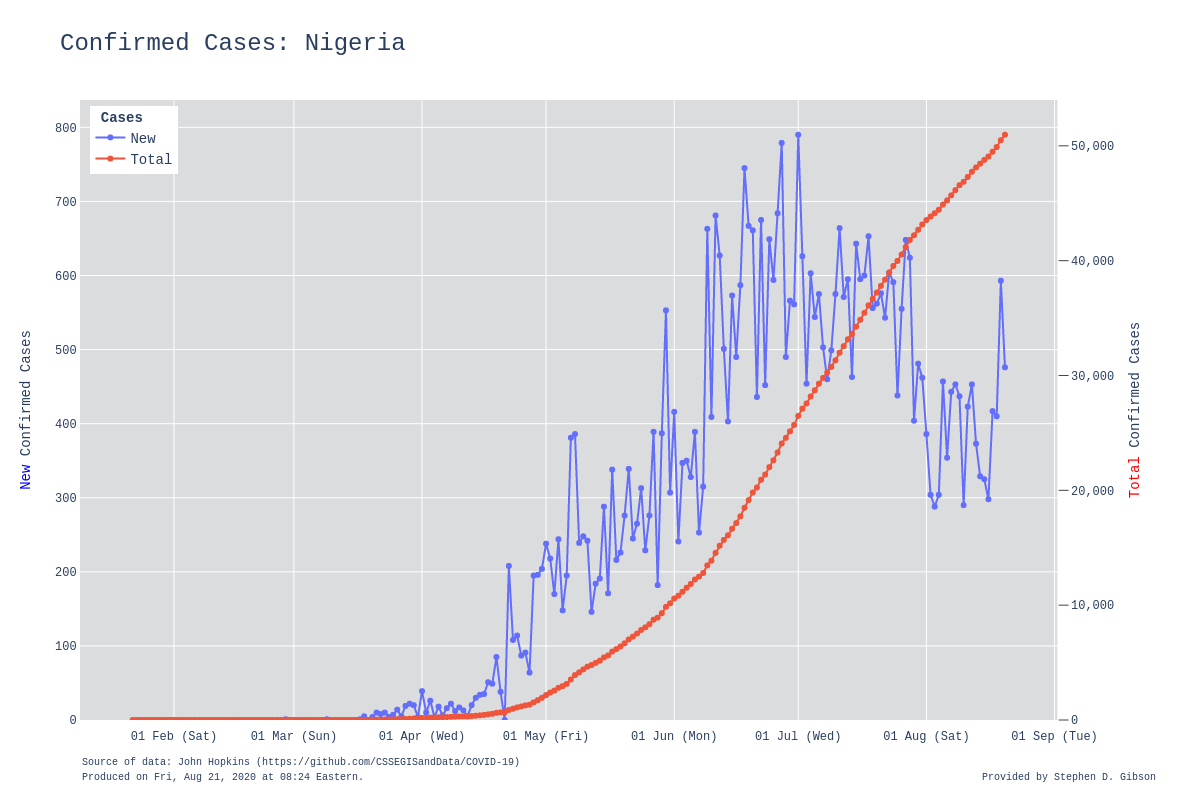 Confirmed Cases: Nigeria
Cases
New
Total
800
700
600
500
400
300
200
100
0
New Confirmed Cases
50,000
40,000
30,000
20,000
10,000
0
Total Confirmed Cases
01 Feb (Sat) 01 Mar (Sun) 01 Apr (Wed) 01 May (Fri) 01 Jun (Mon) 01 Jul (Wed) 01 Aug (Sat) 01 Sep (Tue)
Source of data: John Hopkins (https://github.com/CSSEGISandData/COVID-19)
Produced on Fri, Aug 21, 2020 at 08:24 Eastern.
Provided by Stephen D. Gibson